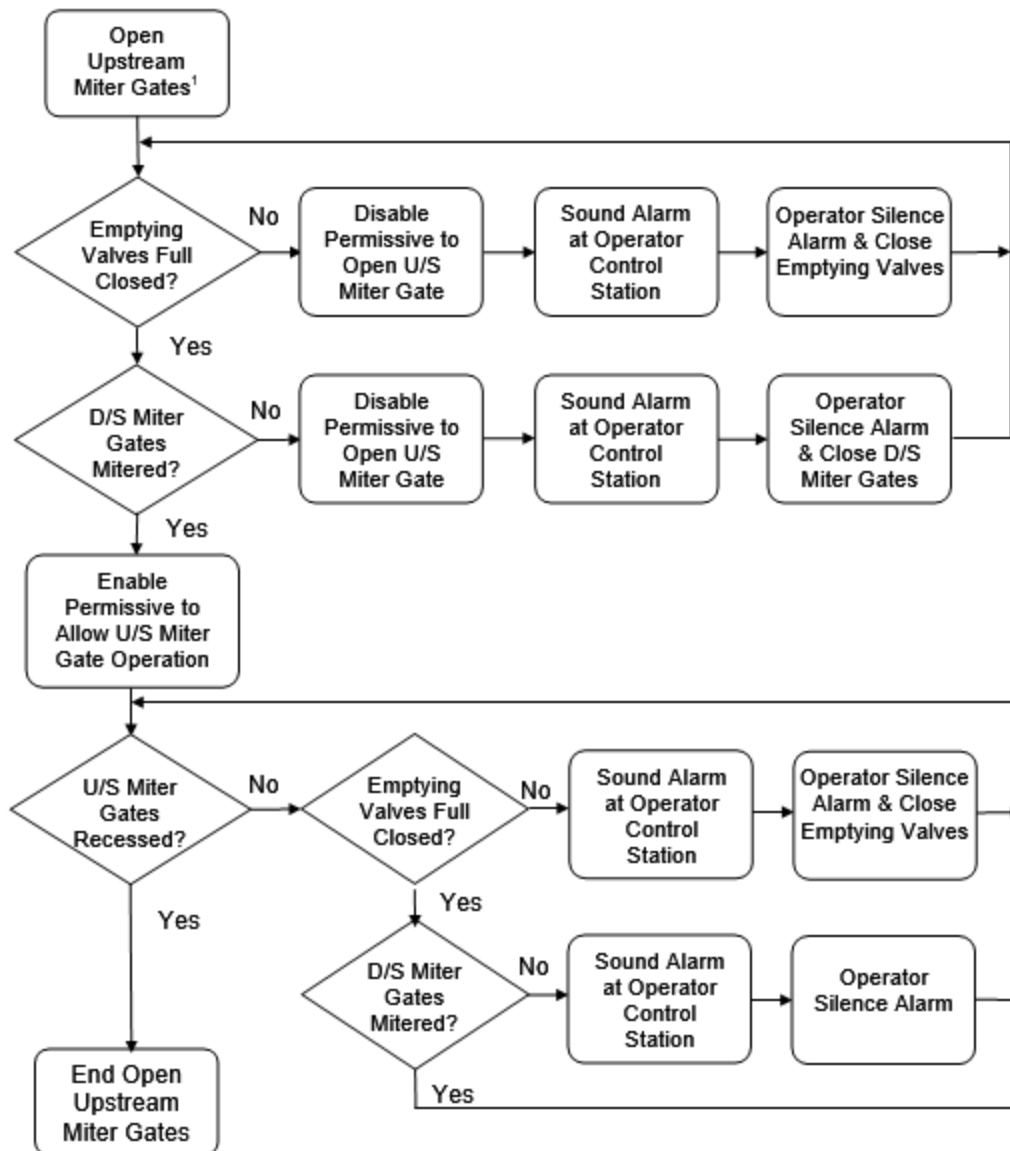 Open
Upstream
Miter Gates¹
Emptying
Valves Full
Closed?
No
Disable
Permissive to
Open U/S
Miter Gate
Sound Alarm
at Operator
Control
Station
Operator Silence
Alarm & Close
Emptying Valves
Yes
D/S Miter
Gates
Mitered?
No
Disable
Permissive to
Open U/S
Miter Gate
Sound Alarm
at Operator
Control
Station
Operator
Silence Alarm
& Close D/S
Miter Gates
Yes
Enable
Permissive to
Allow U/S Miter
Gate Operation
U/S Miter
Gates
Recessed?
No
Emptying
Valves Full
Closed?
No
Sound Alarm
at Operator
Control
Station
Operator Silence
Alarm & Close
Emptying Valves
Yes
Yes
D/S Miter
Gates
Mitered?
No
Sound Alarm
at Operator
Control
Station
Operator
Silence Alarm
Yes
End Open
Upstream
Miter Gates